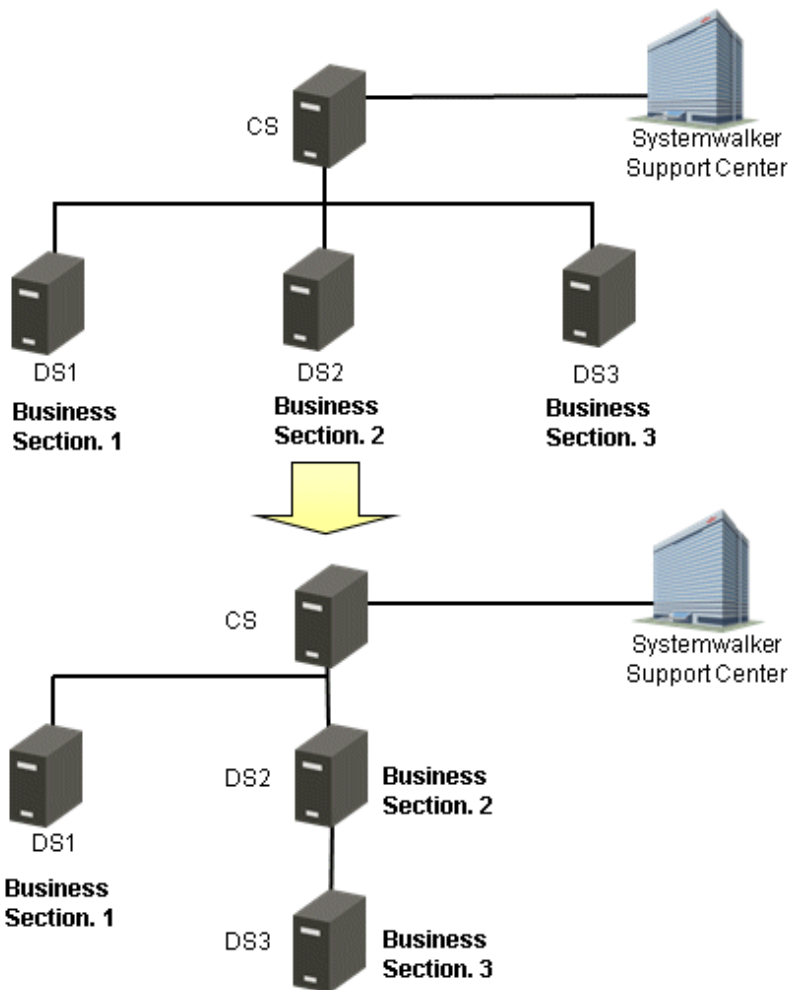 CS
Systemwalker
Support Center
DS1
DS2
DS3
Business
Section. 1
Business
Section. 2
Business
Section. 3
CS
Systemwalker
Support Center
DS2
Business
Section. 2
DS1
Business
Section. 1
DS3
Business
Section. 3